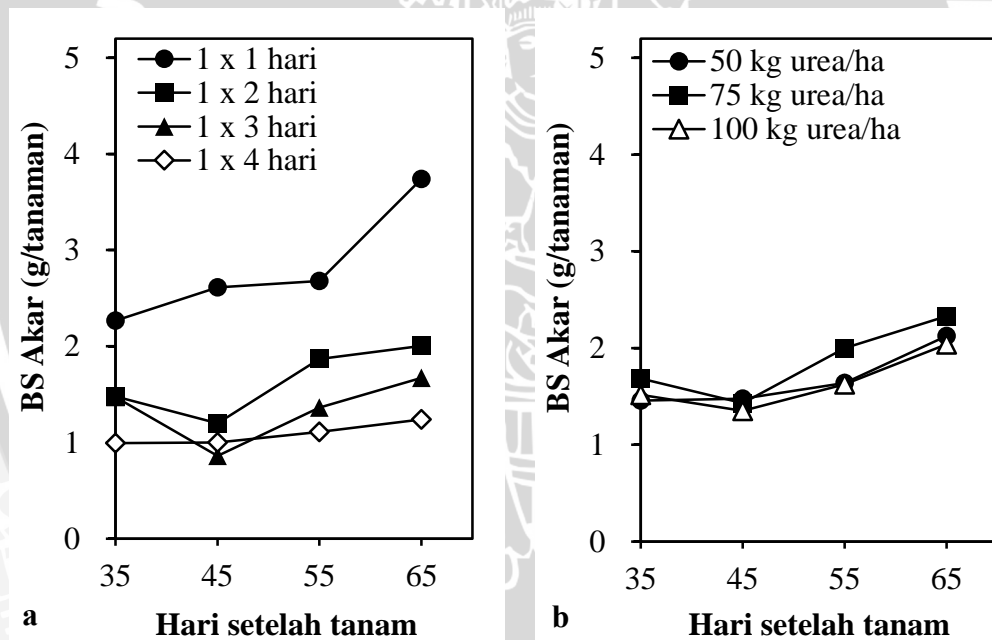 5
4
3
2
1
0
BS Akar (g/tanaman)
1 x 1 hari
1 x 2 hari
1 x 3 hari
1 x 4 hari
35 45 55 65
a
Hari setelah tanam
5
4
3
2
1
0
BS Akar (g/tanaman)
50 kg urea/ha
75 kg urea/ha
100 kg urea/ha
35 45 55 65
b
Hari setelah tanam